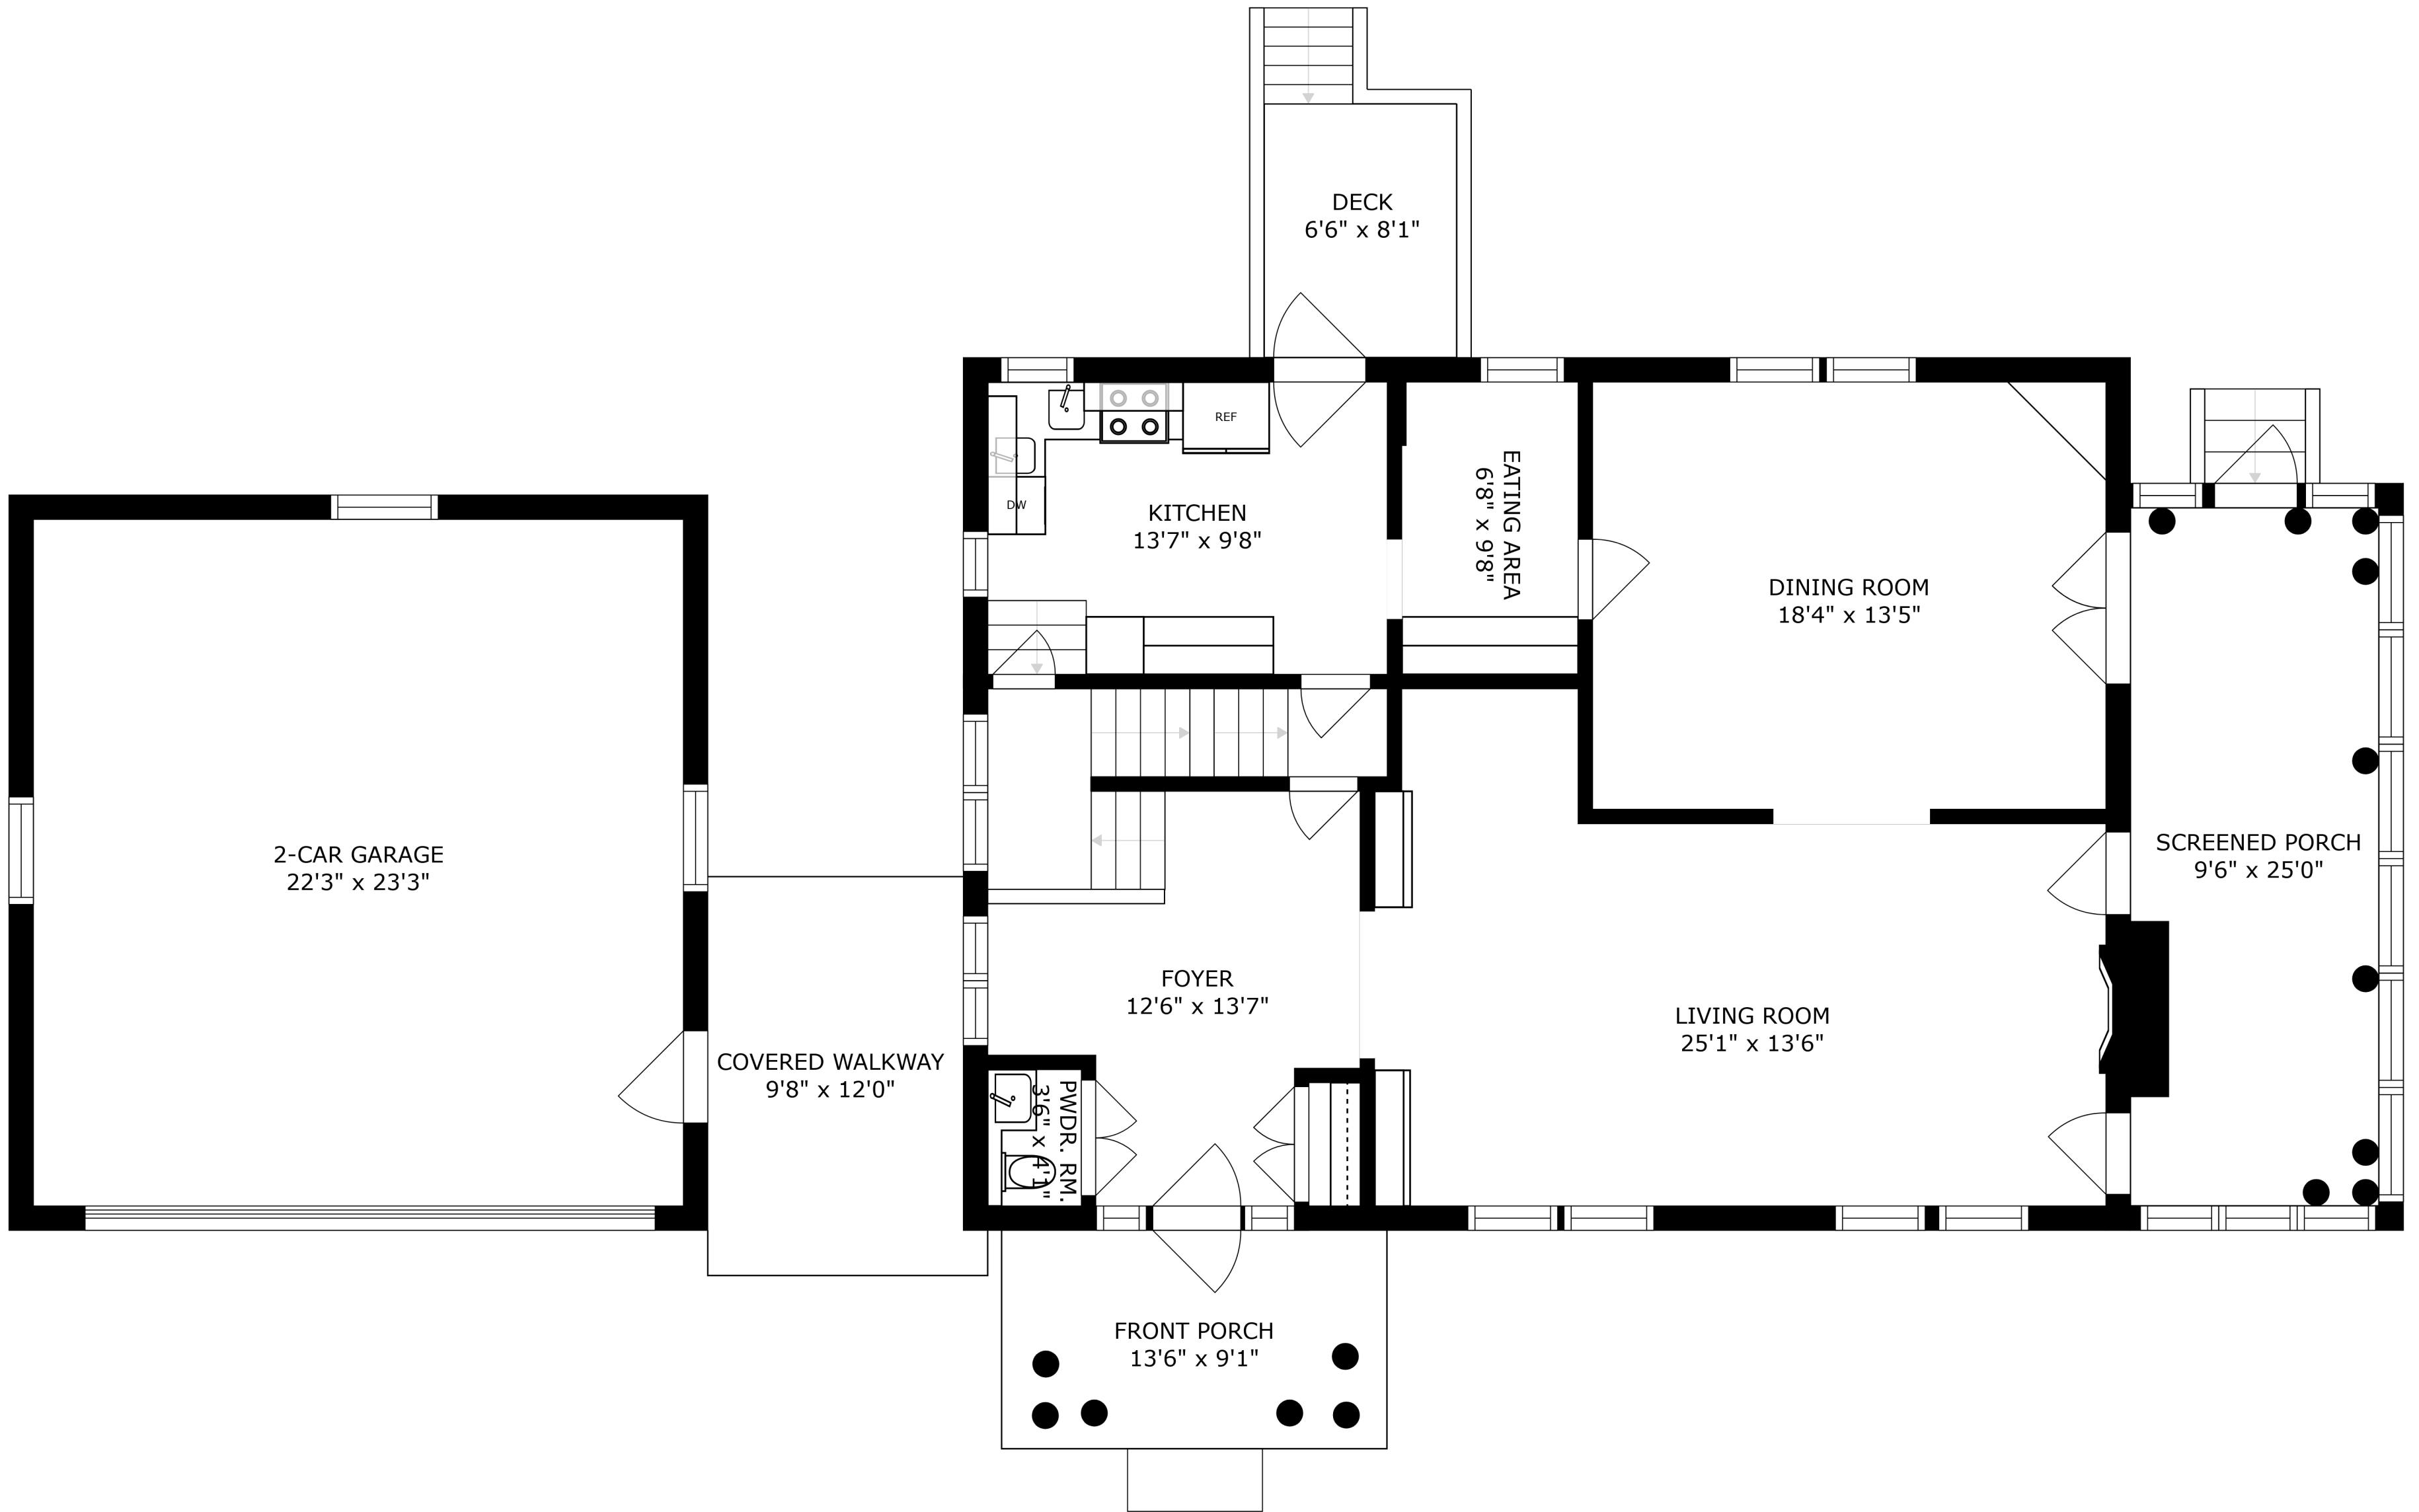 DECK
6'6" x 8'1"
REF
DW
KITCHEN
13'7" x 9'8"
EATING AREA
6'8" x 9'8"
DINING ROOM
18'4" x 13'5"
2-CAR GARAGE
22'3" x 23'3"
SCREENED PORCH
9'6" x 25'0"
FOYER
12'6" x 13'7"
LIVING ROOM
25'1" x 13'6"
COVERED WALKWAY
9'8" x 12'0"
PWDR. RM.
3'6" x 4'1"
FRONT PORCH
13'6" x 9'1"